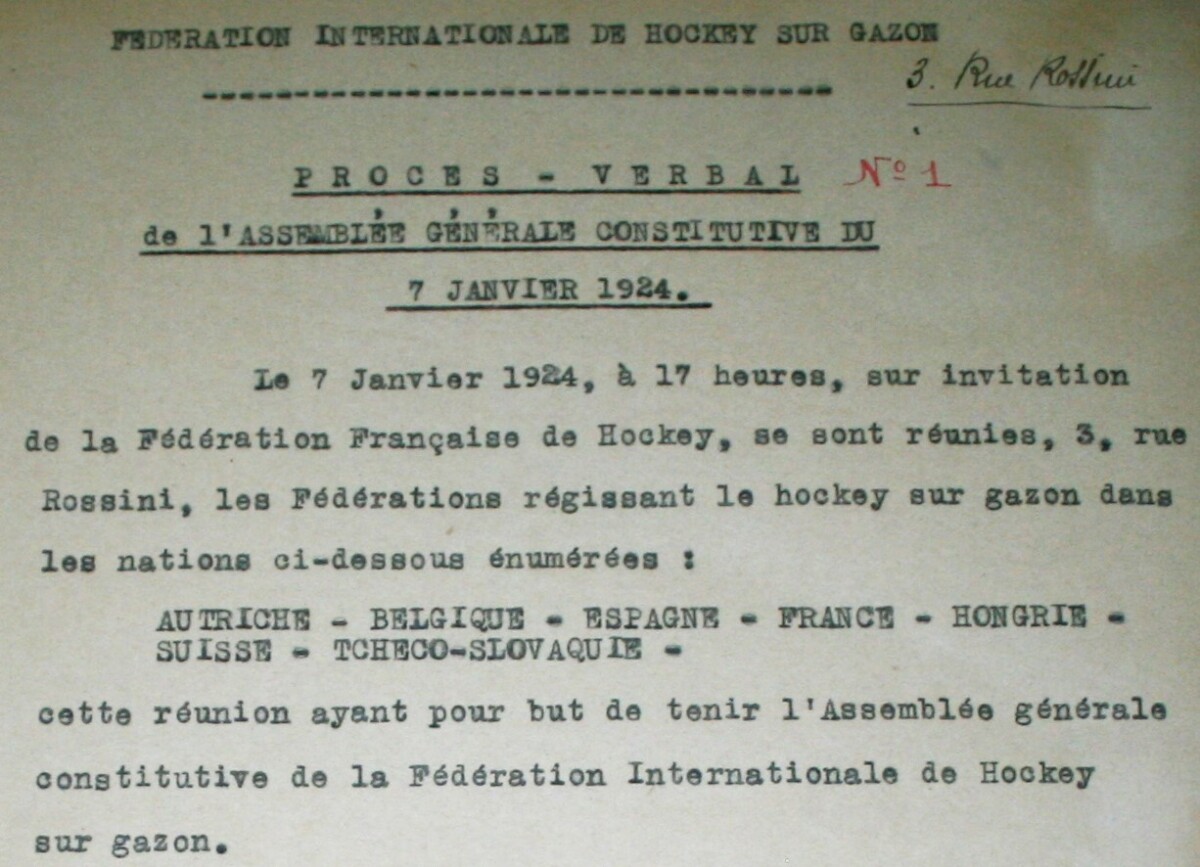 FEDERATION INTERNATIONALE DE HOCKEY SUR GAZON
3. Rue Rossini
PROCES - VERBAL N° 1
de l'ASSEMBLÉE GÉNÉRALE CONSTITUTIVE DU
7 JANVIER 1924.
Le 7 Janvier 1924, à 17 heures, sur invitation
de la Fédération Française de Hockey, se sont réunies, 3, rue
Rossini, les Fédérations régissant le hockey sur gazon dans
les nations ci-dessous énumérées :
AUTRICHE - BELGIQUE - ESPAGNE - FRANCE - HONGRIE -
SUISSE - TCHECO-SLOVAQUIE -
cette réunion ayant pour but de tenir l'Assemblée générale
constitutive de la Fédération Internationale de Hockey
sur gazon.